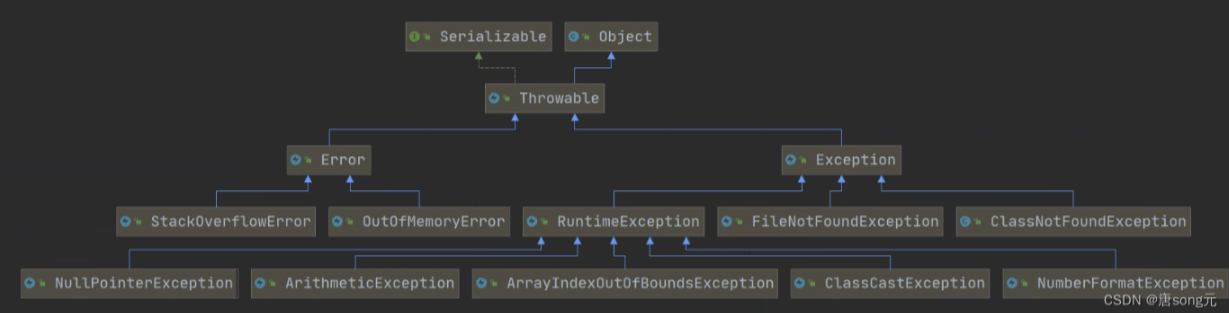 Serializable Object
Throwable
Error Exception
StackOverflowError OutOfMemoryError RuntimeException FileNotFoundException ClassNotFoundException
NullPointerException ArithmeticException ArrayIndexOutOfBoundsException ClassCastException NumberFormatException
CSDN @唐song元